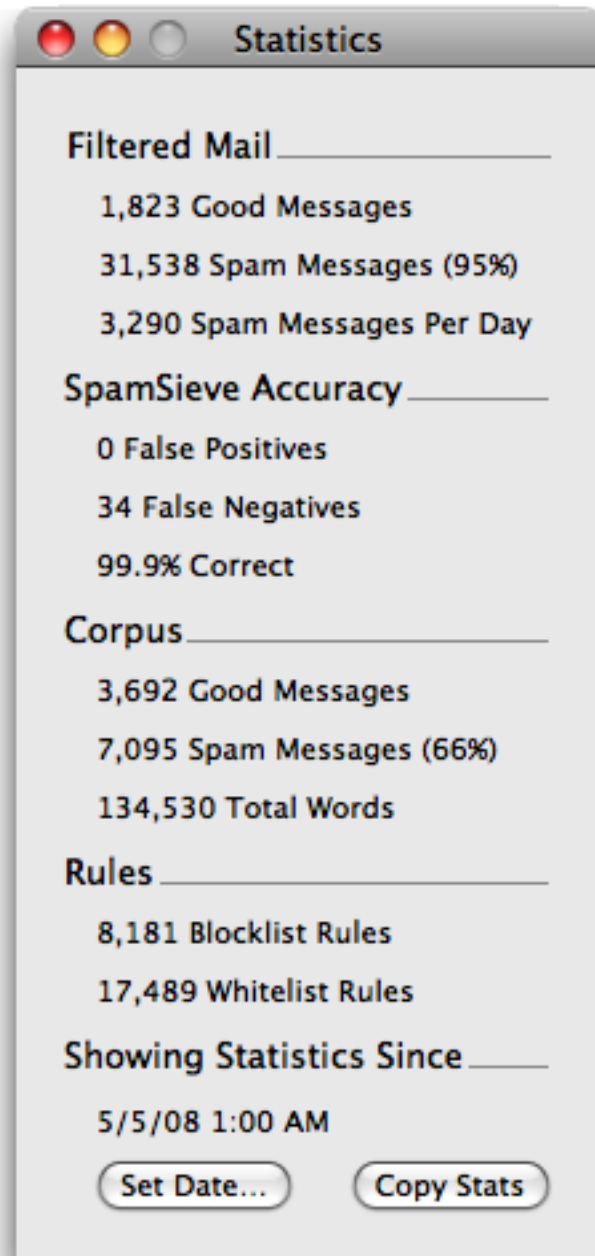 Statistics
Filtered Mail
1,823 Good Messages
31,538 Spam Messages (95%)
3,290 Spam Messages Per Day
SpamSieve Accuracy
0 False Positives
34 False Negatives
99.9% Correct
Corpus
3,692 Good Messages
7,095 Spam Messages (66%)
134,530 Total Words
Rules
8,181 Blocklist Rules
17,489 Whitelist Rules
Showing Statistics Since
5/5/08 1:00 AM
Set Date... Copy Stats